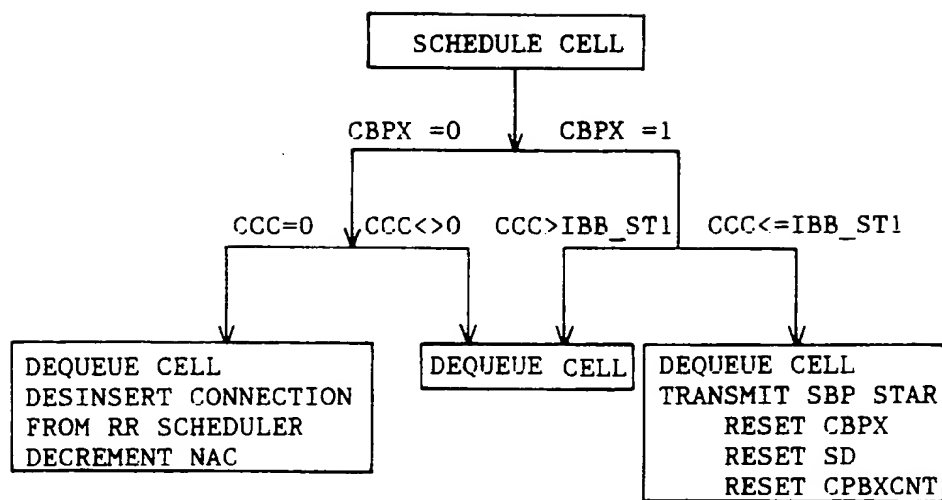 SCHEDULE CELL
CBPX =0
CBPX =1
CCC=0
CCC<>0
CCC>IBB_ST1
CCC<=IBB_ST1
DEQUEUE CELL
DESINSERT CONNECTION
FROM RR SCHEDULER
DECREMENT NAC
DEQUEUE CELL
DEQUEUE CELL
TRANSMIT SBP STAR
RESET CBPX
RESET SD
RESET CPBXCNT